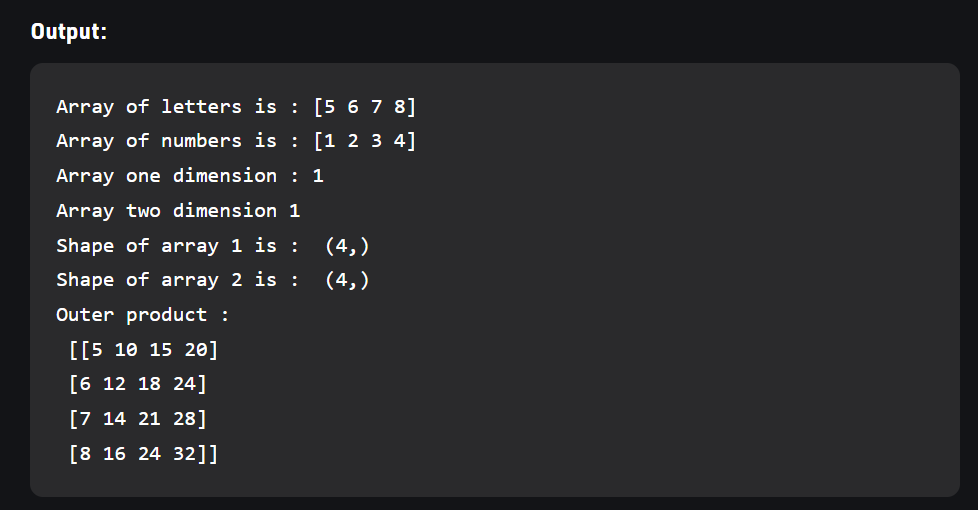 Output:
Array of letters is : [5 6 7 8]
Array of numbers is : [1 2 3 4]
Array one dimension : 1
Array two dimension 1
Shape of array 1 is :  (4,)
Shape of array 2 is :  (4,)
Outer product :
 [[5 10 15 20]
 [6 12 18 24]
 [7 14 21 28]
 [8 16 24 32]]